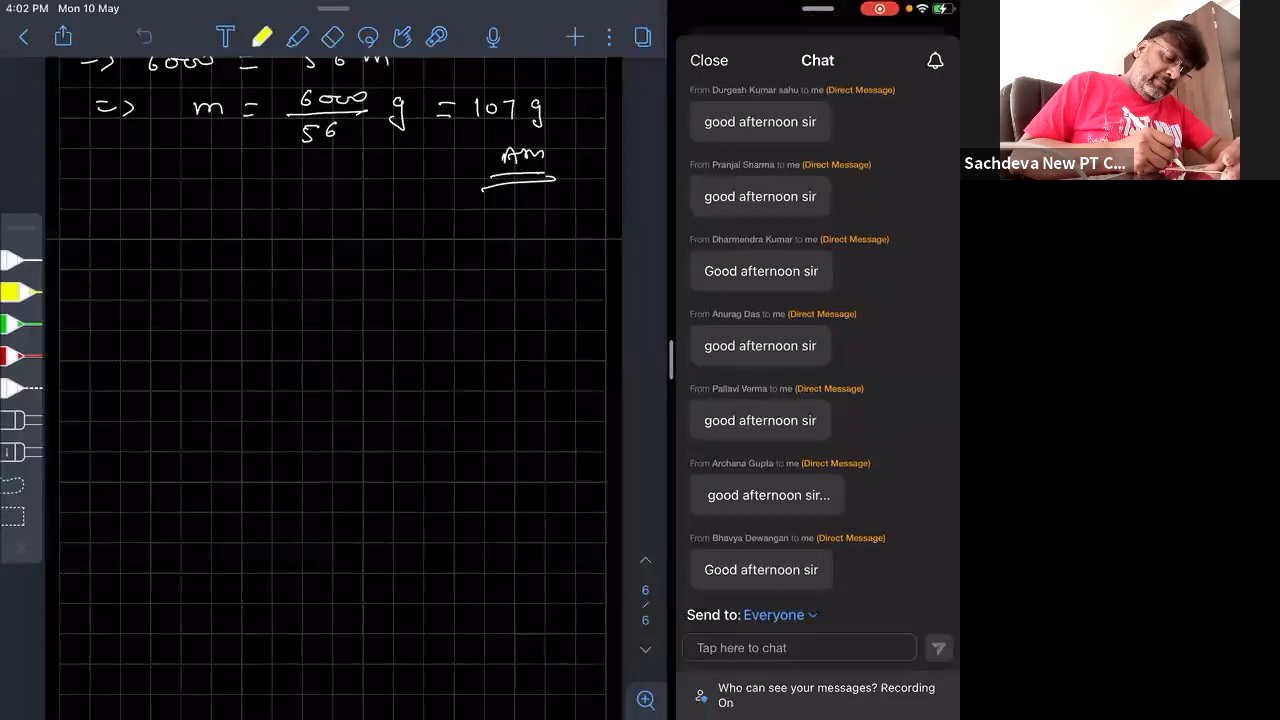 4:02 PM Mon 10 May
=> 6000 = 56 m
=> m = 6000/56 g = 107 g
Ans
6
6
Close
Chat
From Durgesh Kumar sahu to me (Direct Message)
good afternoon sir
From Pranjal Sharma to me (Direct Message)
good afternoon sir
From Dharmendra Kumar to me (Direct Message)
Good afternoon sir
From Anurag Das to me (Direct Message)
good afternoon sir
From Pallavi Verma to me (Direct Message)
good afternoon sir
From Archana Gupta to me (Direct Message)
good afternoon sir...
From Bhavya Dewangan to me (Direct Message)
Good afternoon sir
Send to: Everyone
Tap here to chat
Who can see your messages? Recording
On
Sachdeva New PT C...